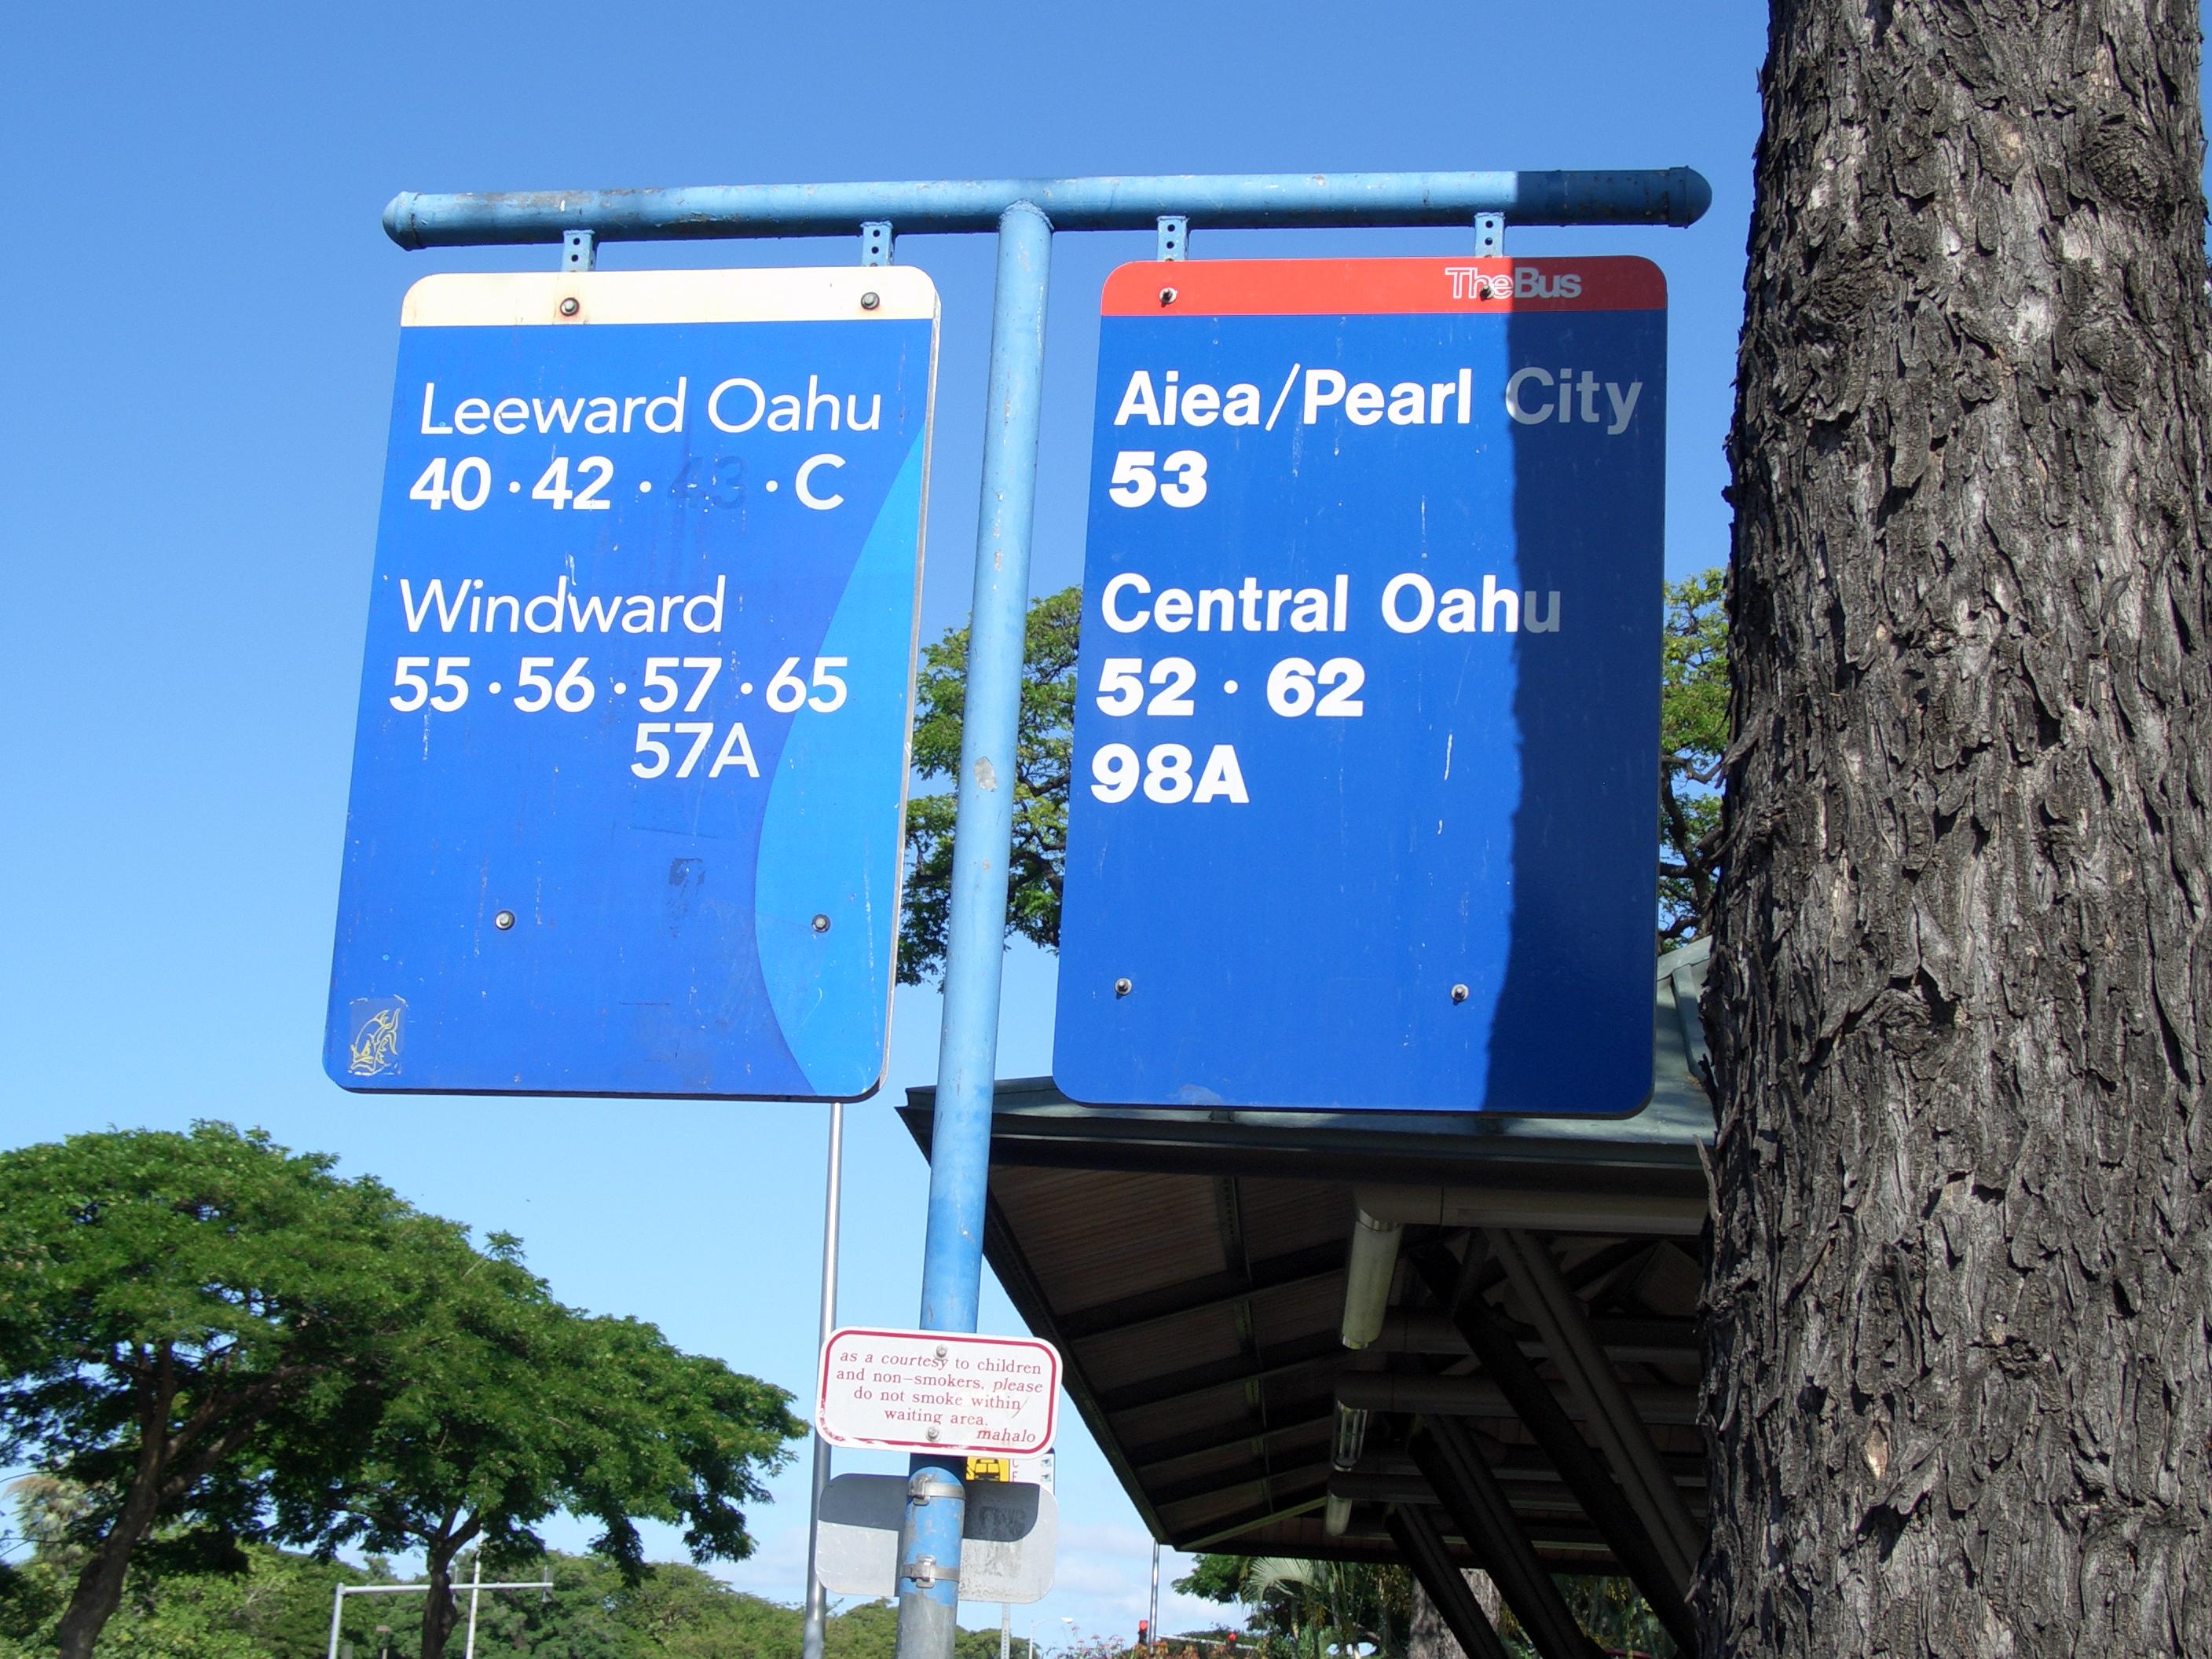 Leeward Oahu
40 · 42 · 43 · C
Windward
55 · 56 · 57 · 65
57A
TheBus
Aiea/Pearl City
53
Central Oahu
52 · 62
98A
as a courtesy to children
and non-smokers, please
do not smoke within
waiting area.
mahalo